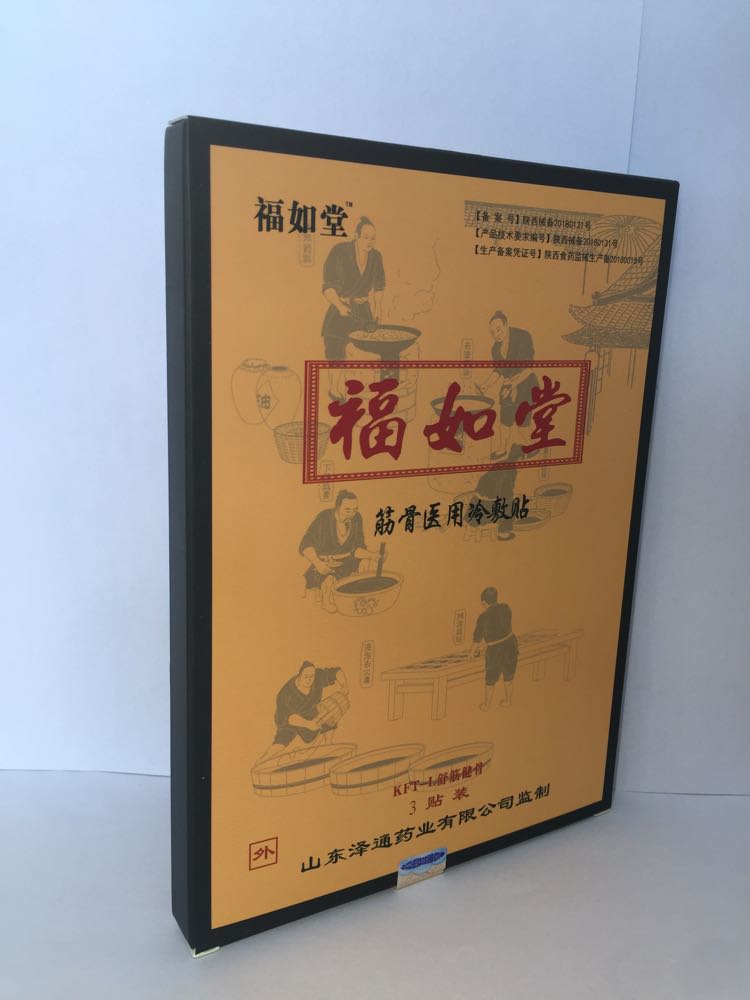 福如堂™
【备 案 号】陕西械备20180131号
【产品技术要求编号】陕西械备20180131号
【生产备案凭证号】陕西食药监械生产备20180015号
油
福如堂
筋骨医用冷敷贴
KFT-L舒筋健骨
3 贴 装
外
山东泽通药业有限公司监制